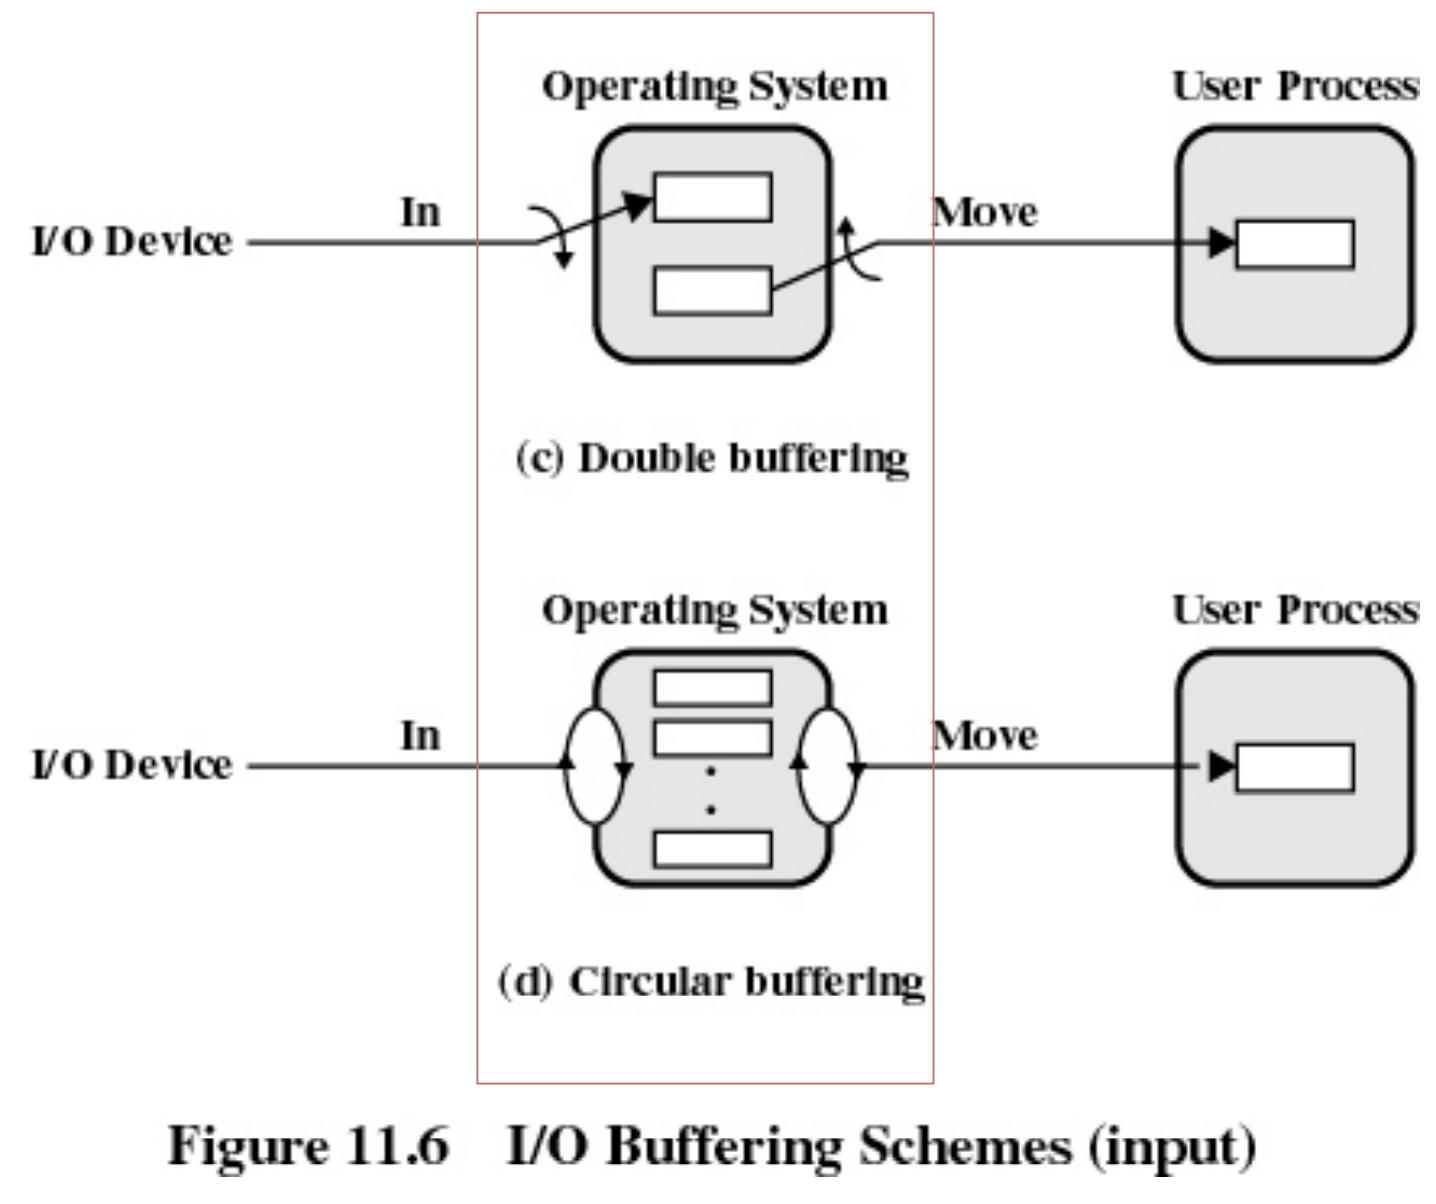 Operating System User Process
In Move
I/O Device
(c) Double buffering
Operating System User Process
In Move
I/O Device
(d) Circular buffering
Figure 11.6 I/O Buffering Schemes (input)